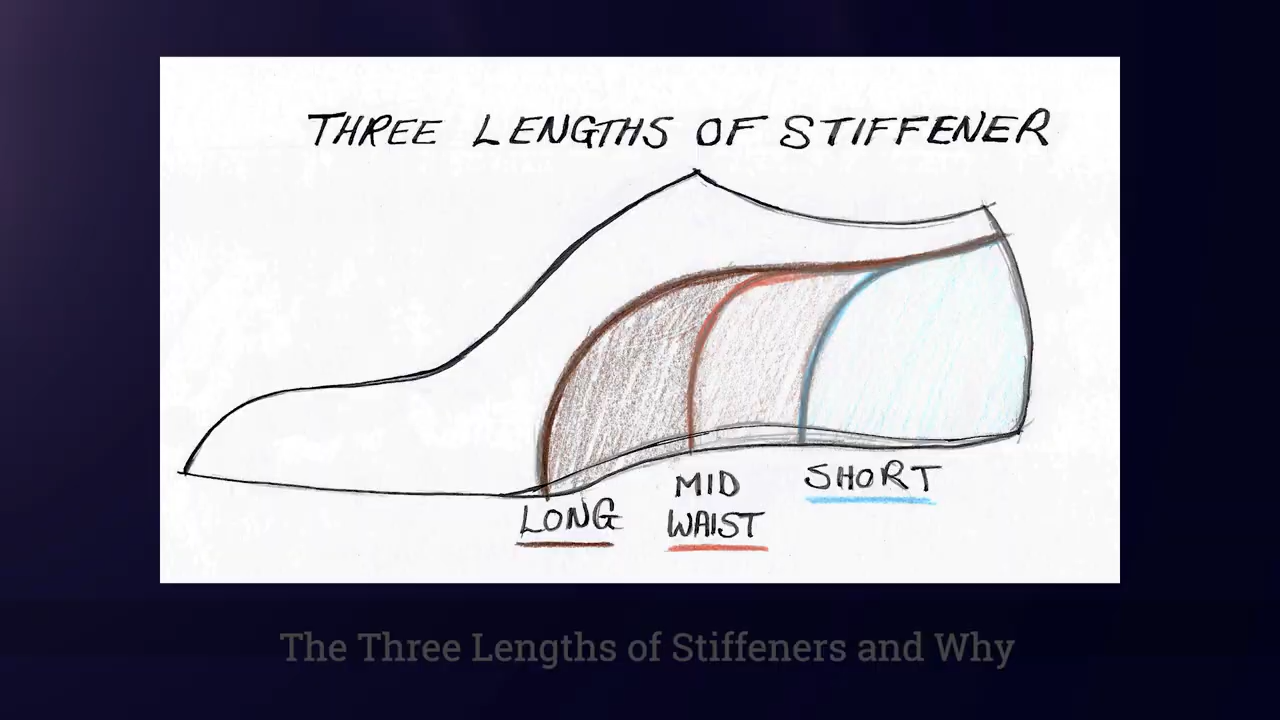 THREE LENGTHS OF STIFFENER
SHORT
MID
WAIST
LONG
The Three Lengths of Stiffeners and Why